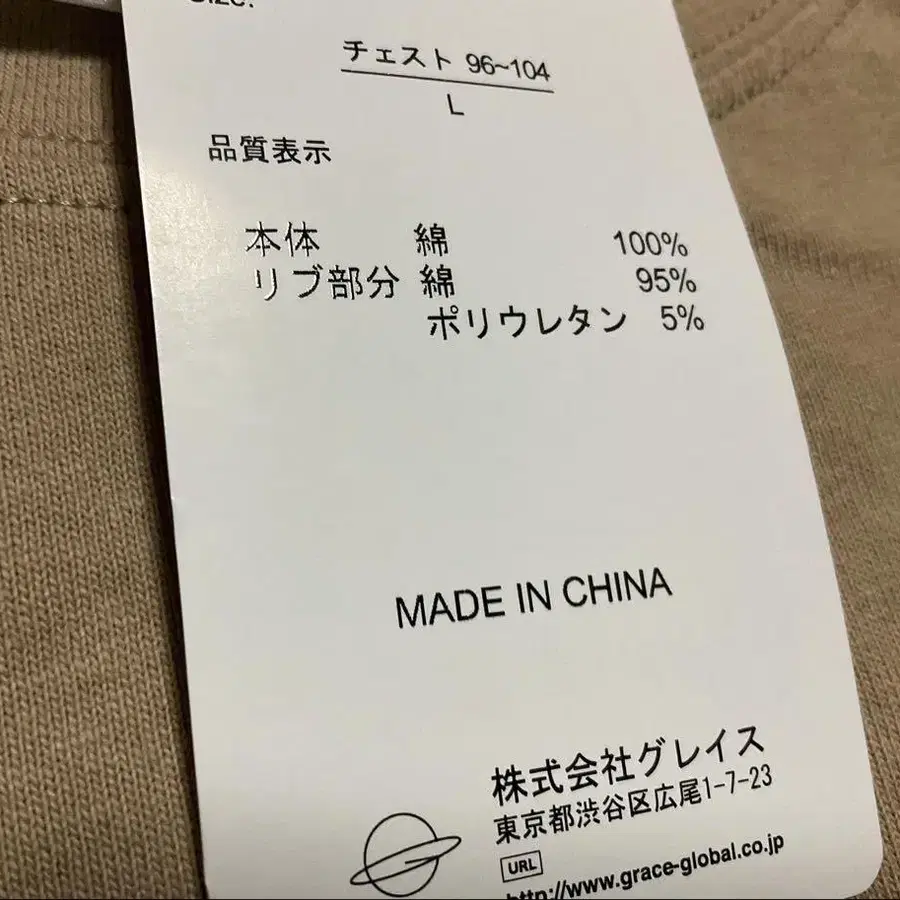 Size:
チェスト 96~104
L
品質表示
本体 綿 100%
リブ部分 綿 95%
ポリウレタン 5%
MADE IN CHINA
株式会社グレイス
東京都渋谷区広尾1-7-23
URL
http://www.grace-global.co.jp